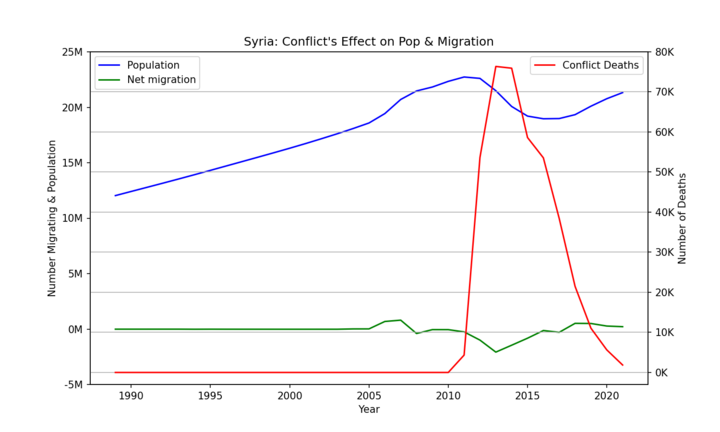 Syria: Conflict's Effect on Pop & Migration
25M
20M
15M
10M
5M
0M
-5M
Number Migrating & Population
Population
Net migration
Conflict Deaths
80K
70K
60K
50K
40K
30K
20K
10K
0K
Number of Deaths
1990
1995
2000
2005
2010
2015
2020
Year